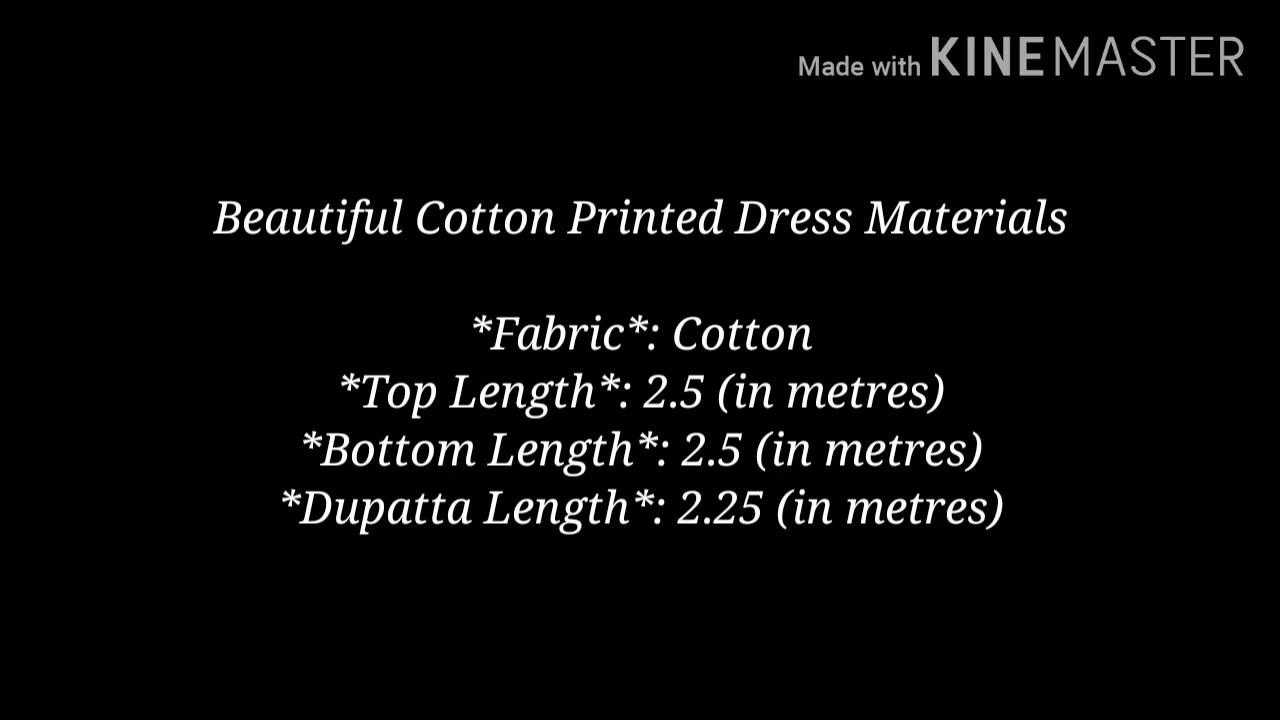 Made with KINEMASTER
Beautiful Cotton Printed Dress Materials
*Fabric*: Cotton
*Top Length*: 2.5 (in metres)
*Bottom Length*: 2.5 (in metres)
*Dupatta Length*: 2.25 (in metres)